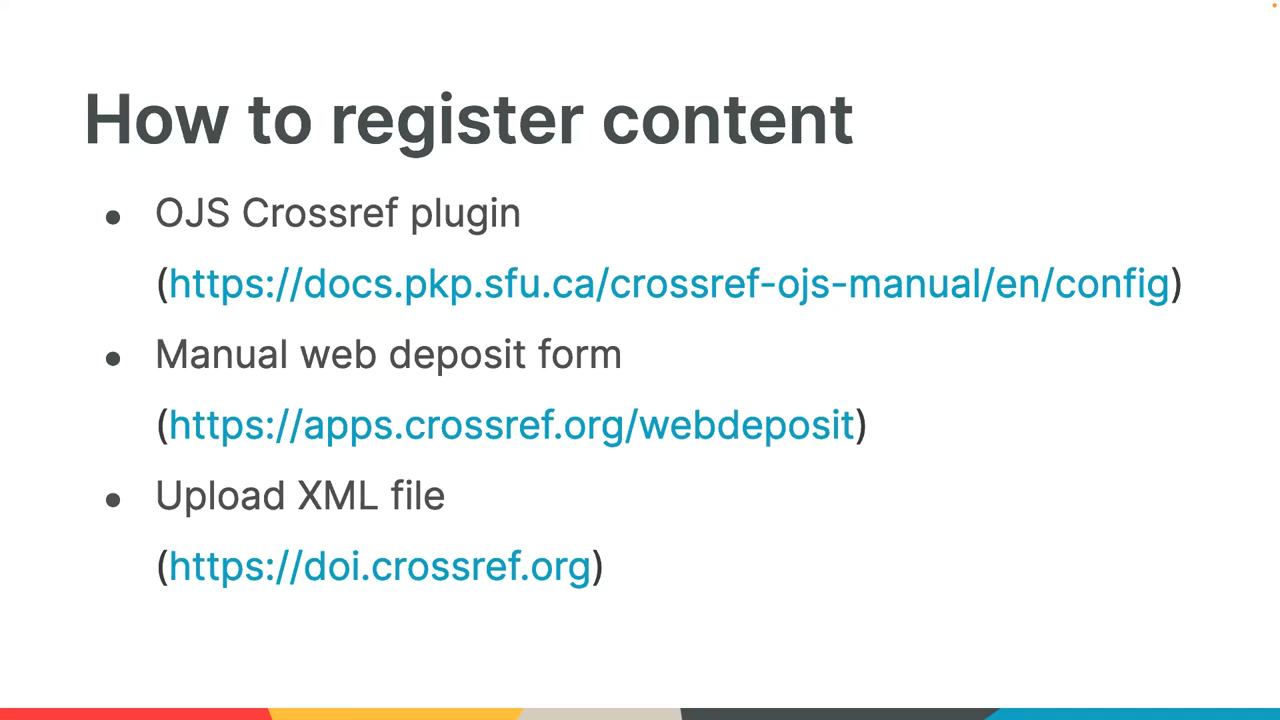 How to register content
● OJS Crossref plugin
(https://docs.pkp.sfu.ca/crossref-ojs-manual/en/config)
● Manual web deposit form
(https://apps.crossref.org/webdeposit)
● Upload XML file
(https://doi.crossref.org)